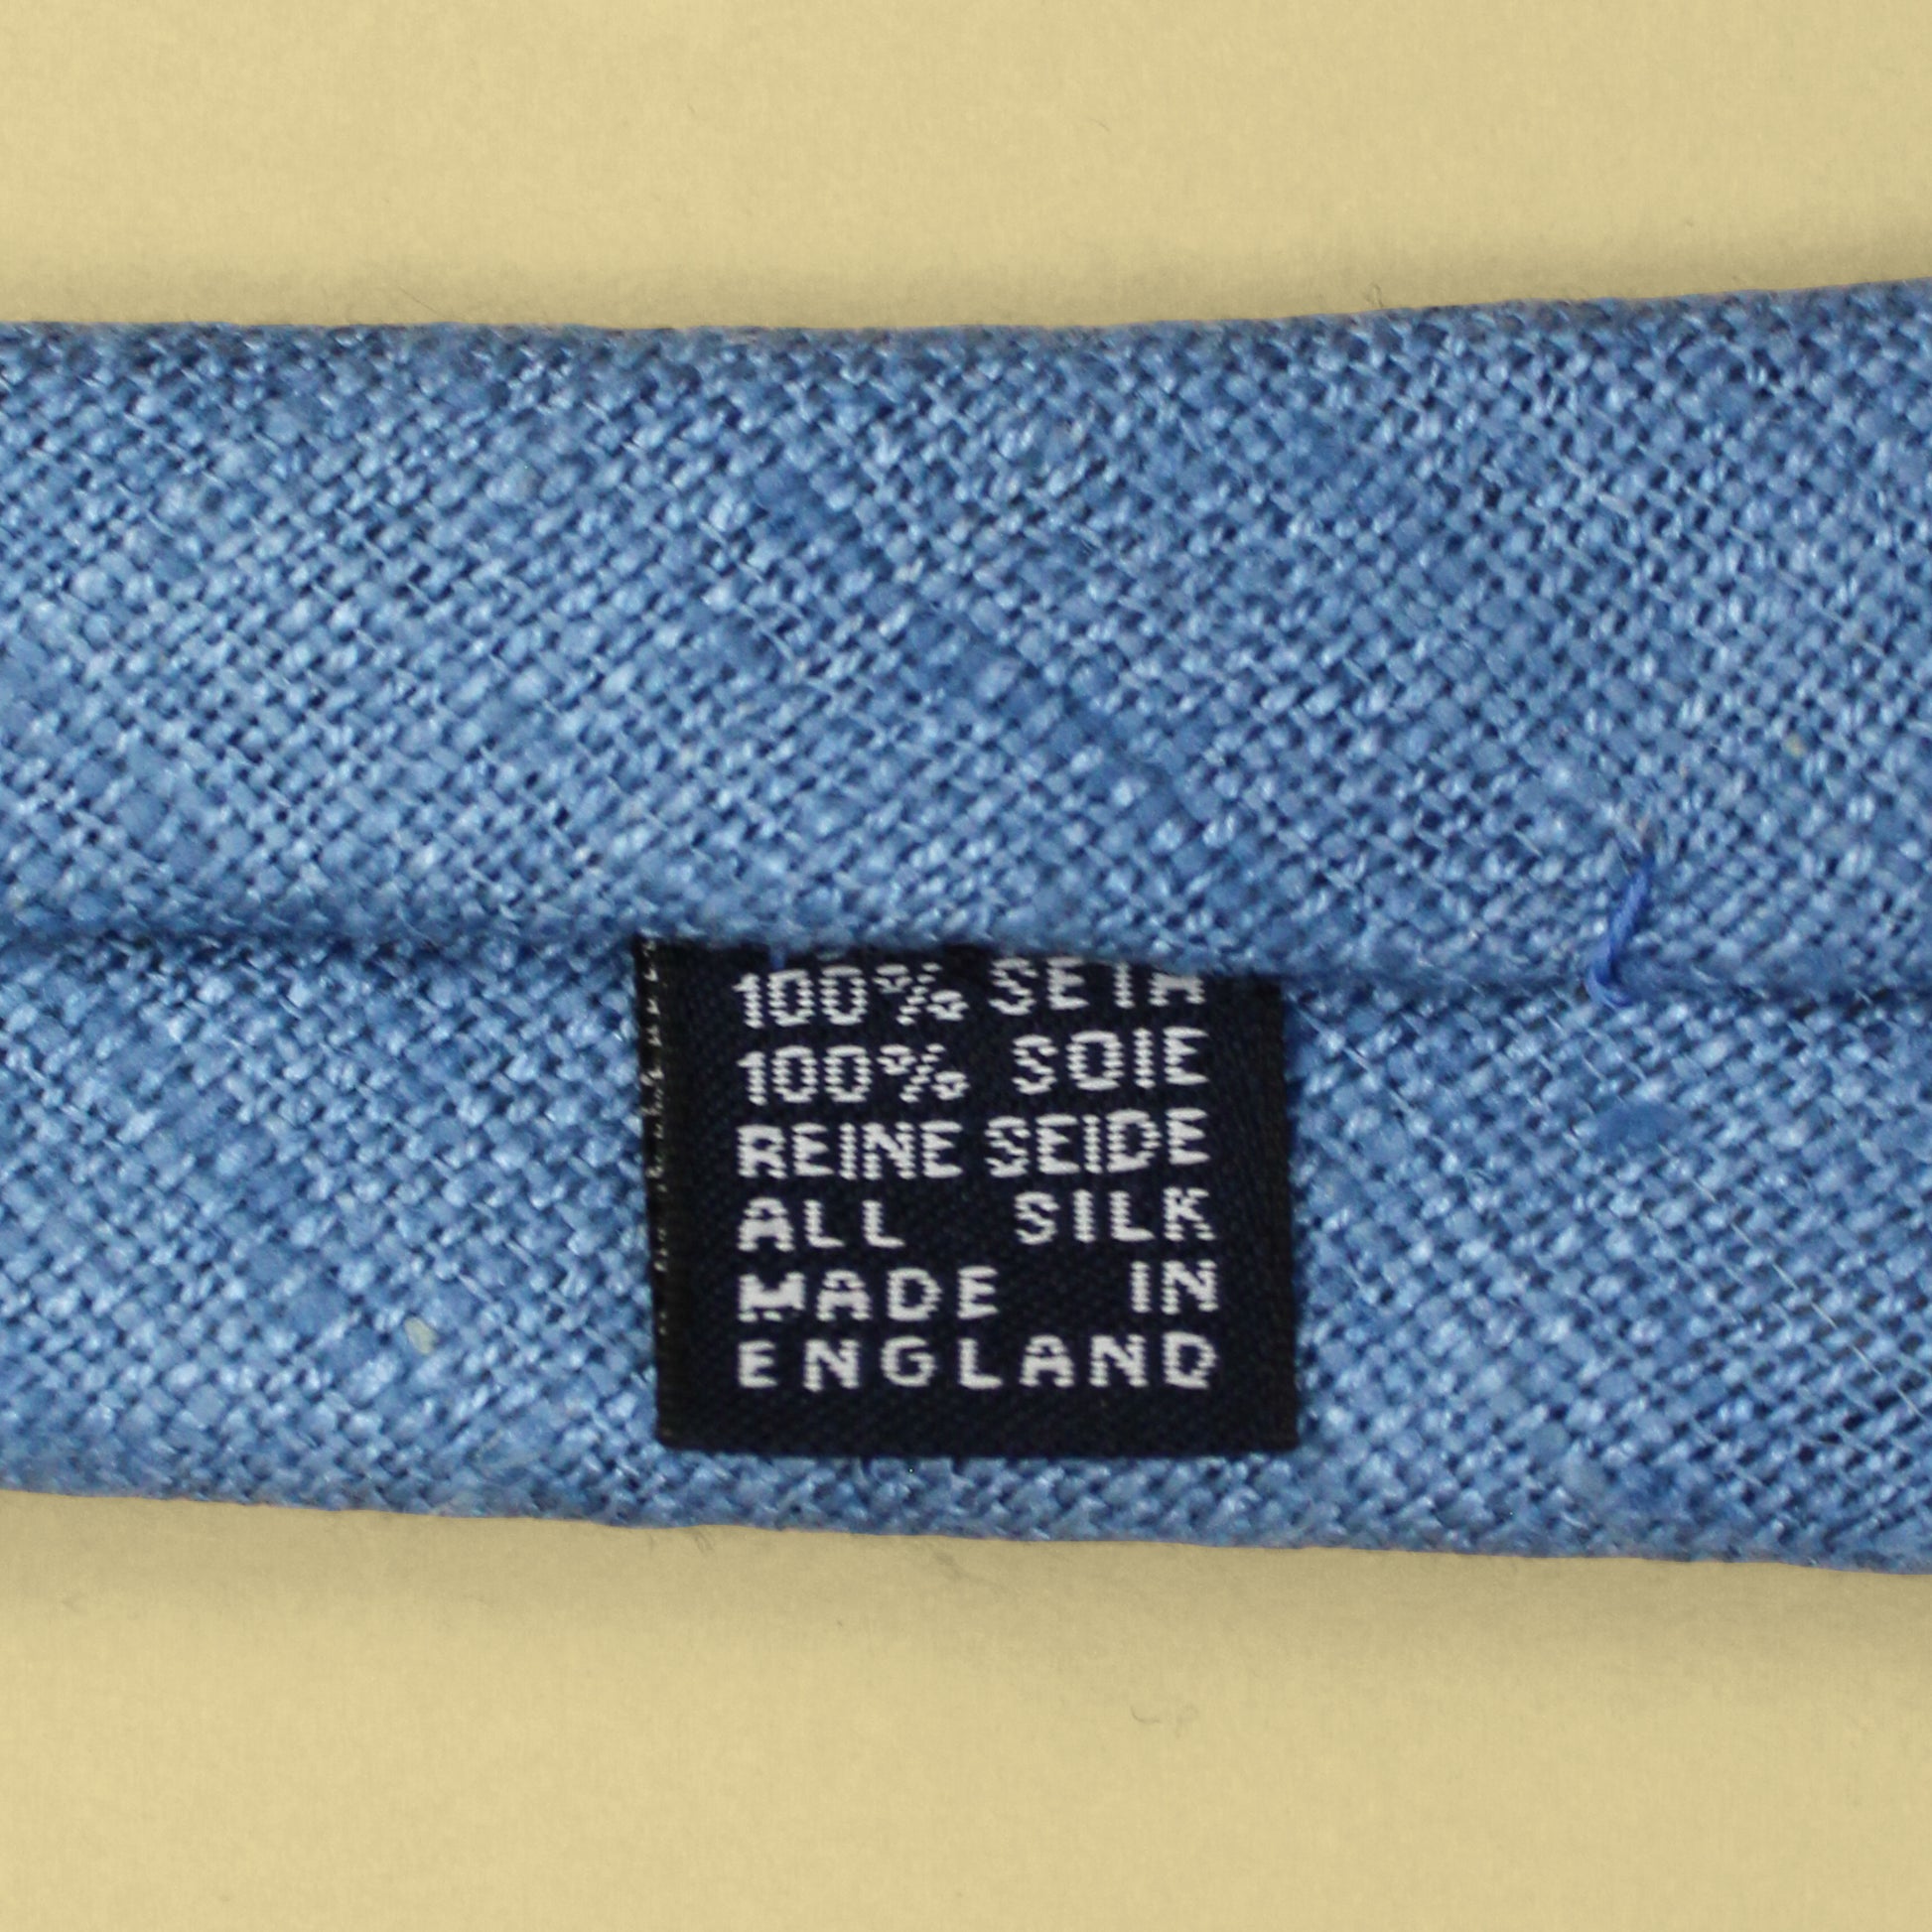 100% SETA
100% SOIE
REINE SEIDE
ALL SILK
MADE IN
ENGLAND